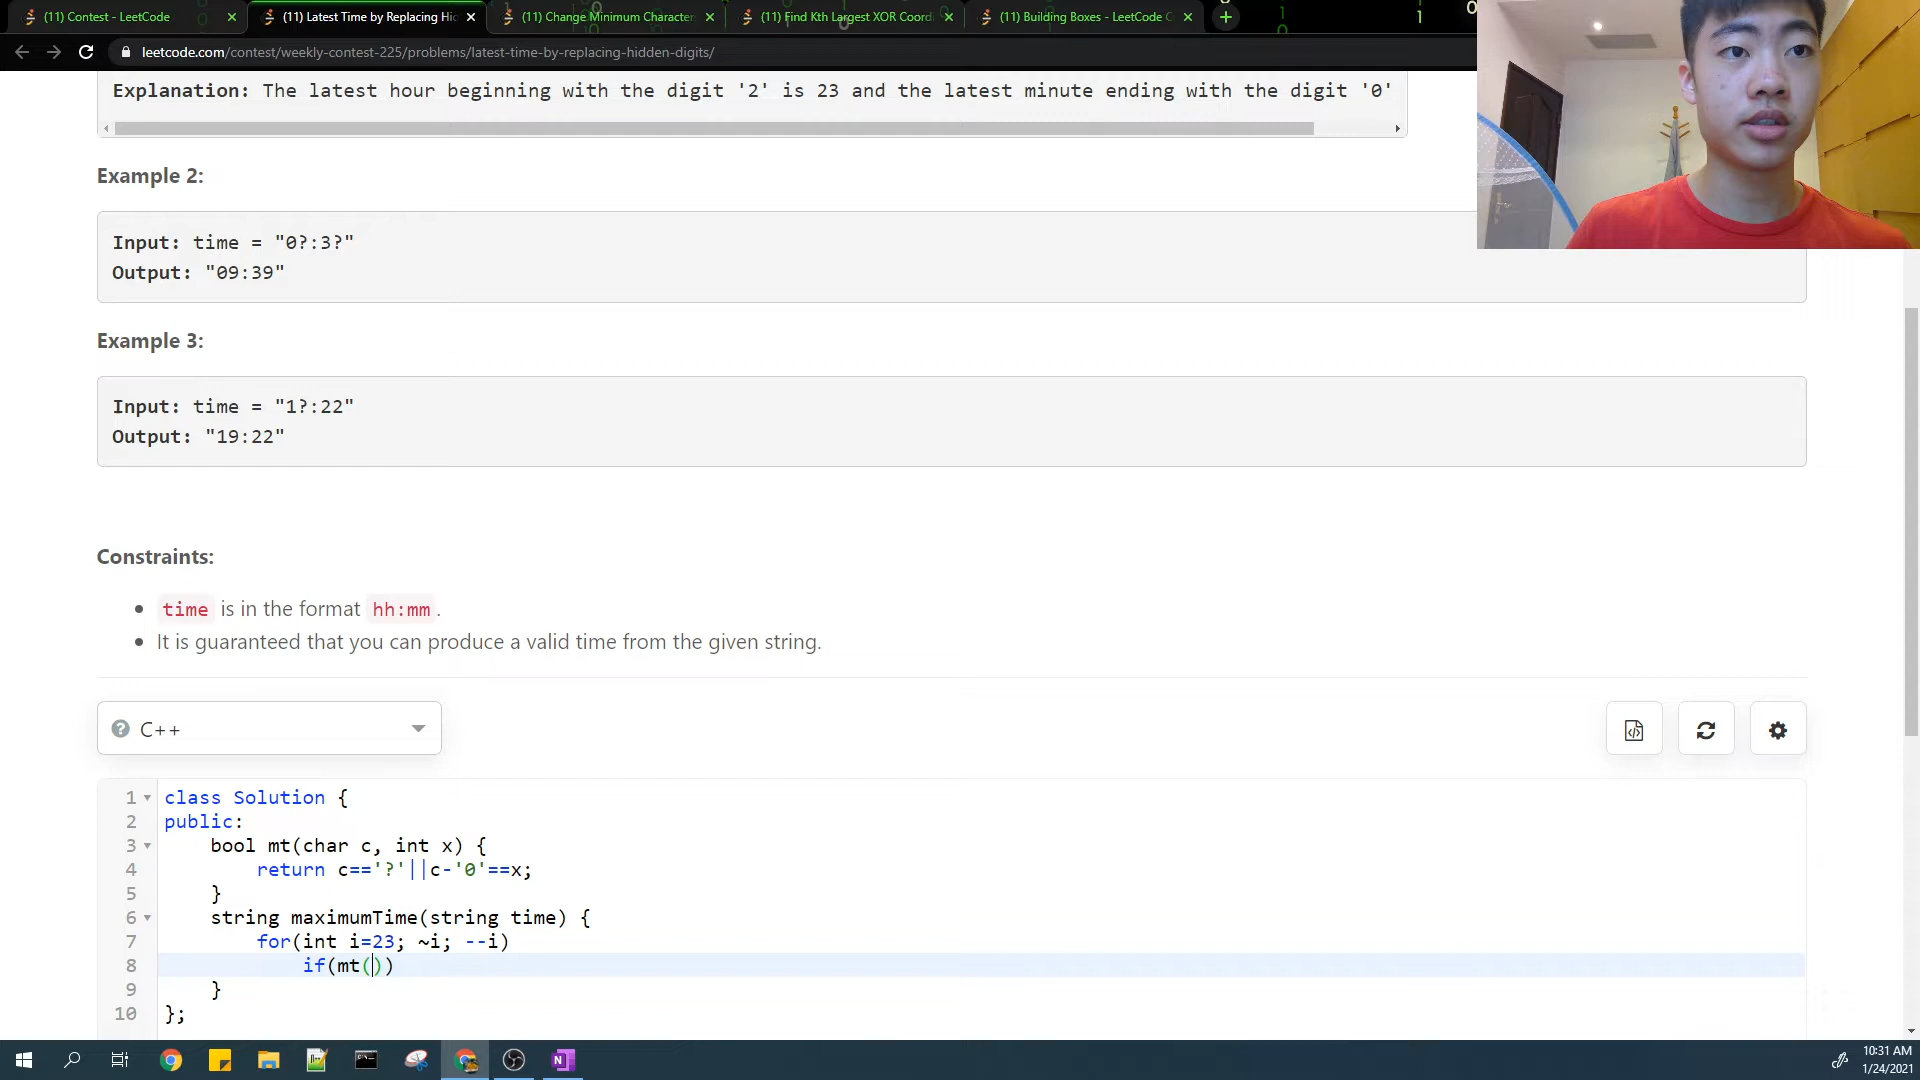 (11) Contest - LeetCode
(11) Latest Time by Replacing Hi
(11) Change Minimum Character
(11) Find Kth Largest XOR Coord
(11) Building Boxes - LeetCode C
leetcode.com/contest/weekly-contest-225/problems/latest-time-by-replacing-hidden-digits/
Explanation: The latest hour beginning with the digit '2' is 23 and the latest minute ending with the digit '0'
Example 2:
Input: time = "0?:3?"
Output: "09:39"
Example 3:
Input: time = "1?:22"
Output: "19:22"
Constraints:
time is in the format hh:mm.
It is guaranteed that you can produce a valid time from the given string.
C++
1 class Solution {
2 public:
3 bool mt(char c, int x) {
4 return c=='?'||c-'0'==x;
5 }
6 string maximumTime(string time) {
7 for(int i=23; ~i; --i)
8 if(mt())
9 }
10 };
10:31 AM
1/24/2021